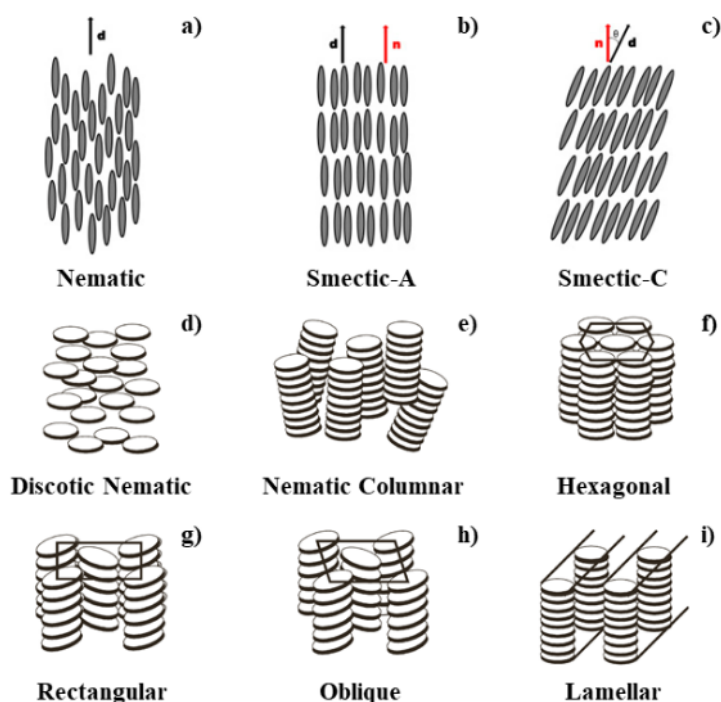 a)
d
b)
d
n
c)
n
θ
d
Nematic
Smectic-A
Smectic-C
d)
e)
f)
Discotic Nematic
Nematic Columnar
Hexagonal
g)
h)
i)
Rectangular
Oblique
Lamellar